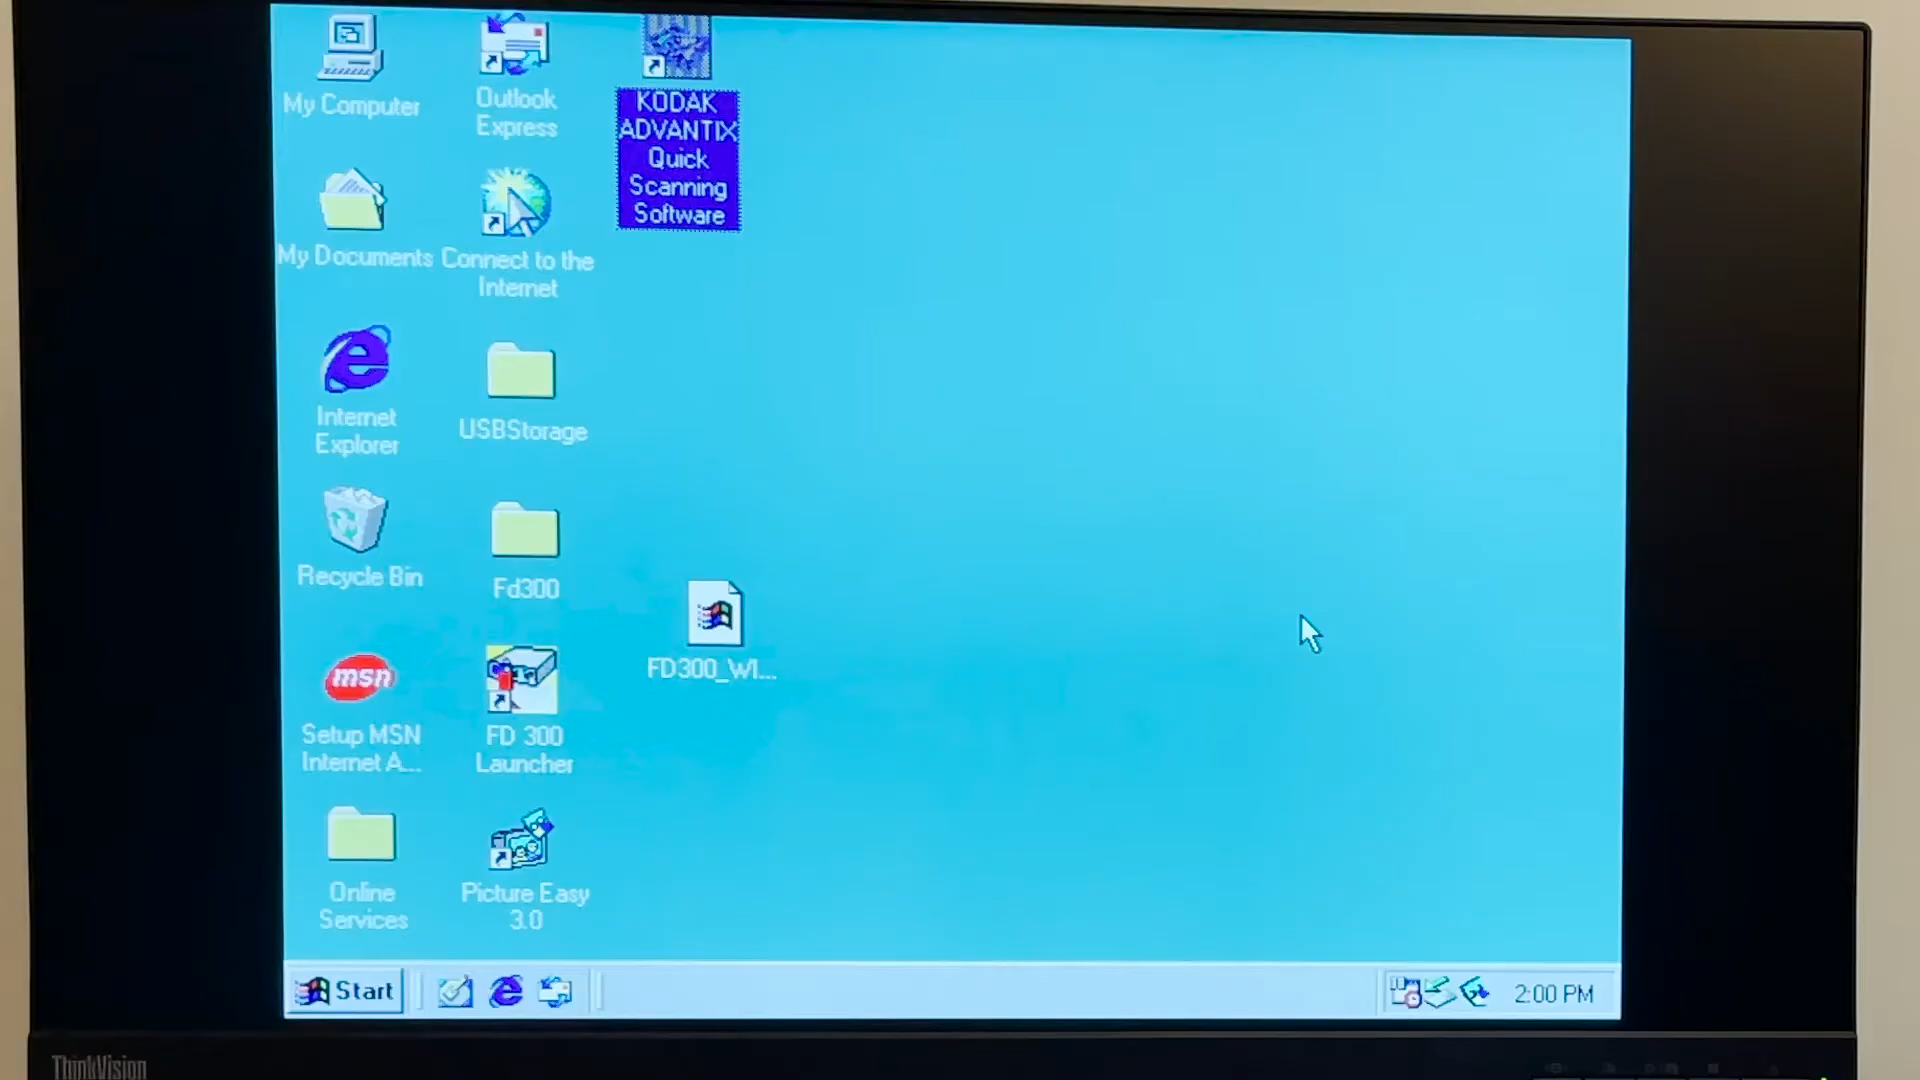 My Computer
Outlook
Express
KODAK
ADVANTIX
Quick
Scanning
Software
My Documents
Connect to the
Internet
Internet
Explorer
USBStorage
Recycle Bin
Fd300
FD300_WI...
msn
Setup MSN
Internet A...
FD 300
Launcher
Online
Services
Picture Easy
3.0
Start
2:00 PM
ThinkVision